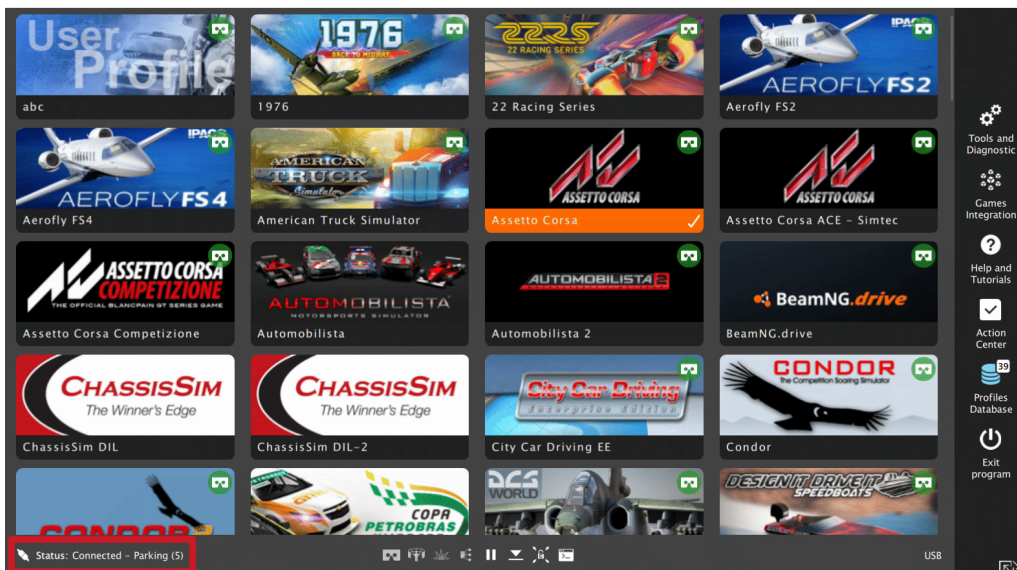 User
Profile
abc
1976
BACK TO MIDWAY
1976
22RS
22 RACING SERIES
22 Racing Series
IPACS
AEROFLY FS2
Aerofly FS2
IPACS
AEROFLY FS4
Aerofly FS4
AMERICAN
TRUCK
Simulator
American Truck Simulator
ASSETTO CORSA
Assetto Corsa
ASSETTO CORSA
Assetto Corsa ACE - Simtec
ASSETTO CORSA
COMPETIZIONE
THE OFFICIAL BLANCPAIN GT SERIES GAME
Assetto Corsa Competizione
AUTOMOBILISTA
MOTORSPORTS SIMULATOR
Automobilista
AUTOMOBILISTA 2
Automobilista 2
BeamNG.drive
BeamNG.drive
CHASSISSIM
The Winner's Edge
ChassisSim DIL
CHASSISSIM
The Winner's Edge
ChassisSim DIL-2
City Car Driving
Enterprise Edition
City Car Driving EE
CONDOR
The Competition Soaring Simulator
Condor
CONDOR
COPA
PETROBRAS
DCS
WORLD
DESIGN IT DRIVE IT
SPEEDBOATS
Tools and
Diagnostic
Games
Integration
Help and
Tutorials
Action
Center
39
Profiles
Database
Exit
program
Status: Connected - Parking (5)
USB